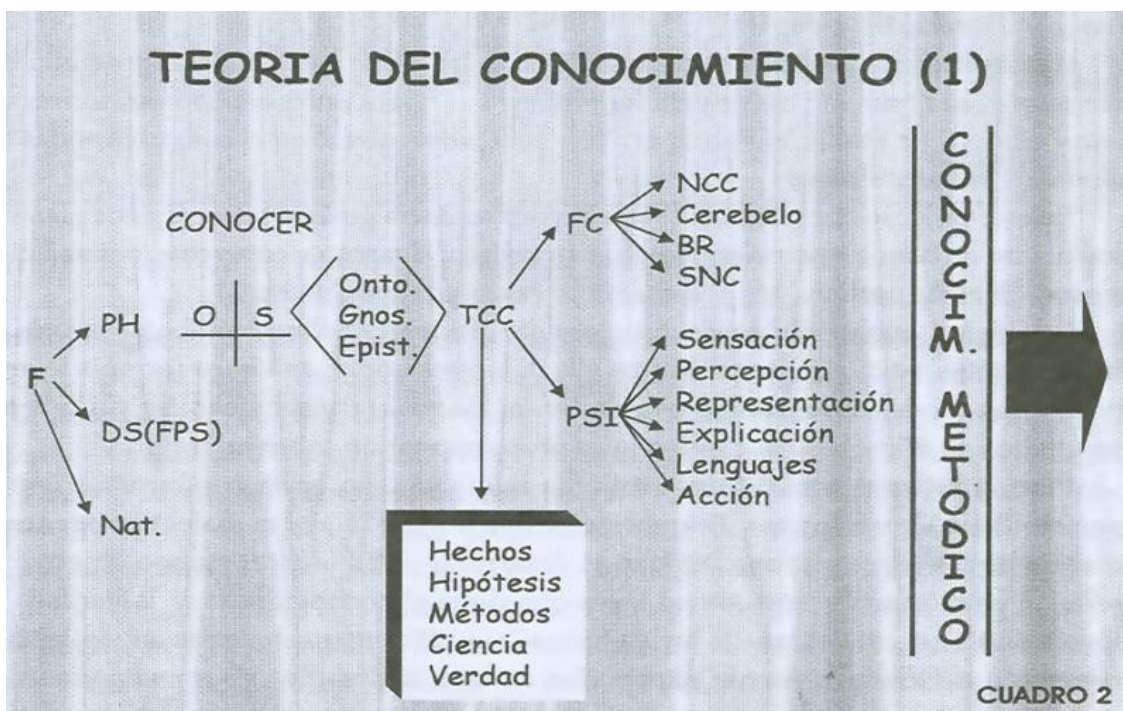 TEORIA DEL CONOCIMIENTO (1)
CONOCER
F
PH
DS(FPS)
Nat.
O S
Onto.
Gnos.
Epist.
TCC
FC
NCC
Cerebelo
BR
SNC
PSI
Sensación
Percepción
Representación
Explicación
Lenguajes
Acción
Hechos
Hipótesis
Métodos
Ciencia
Verdad
CONOCIM. METODICO
CUADRO 2